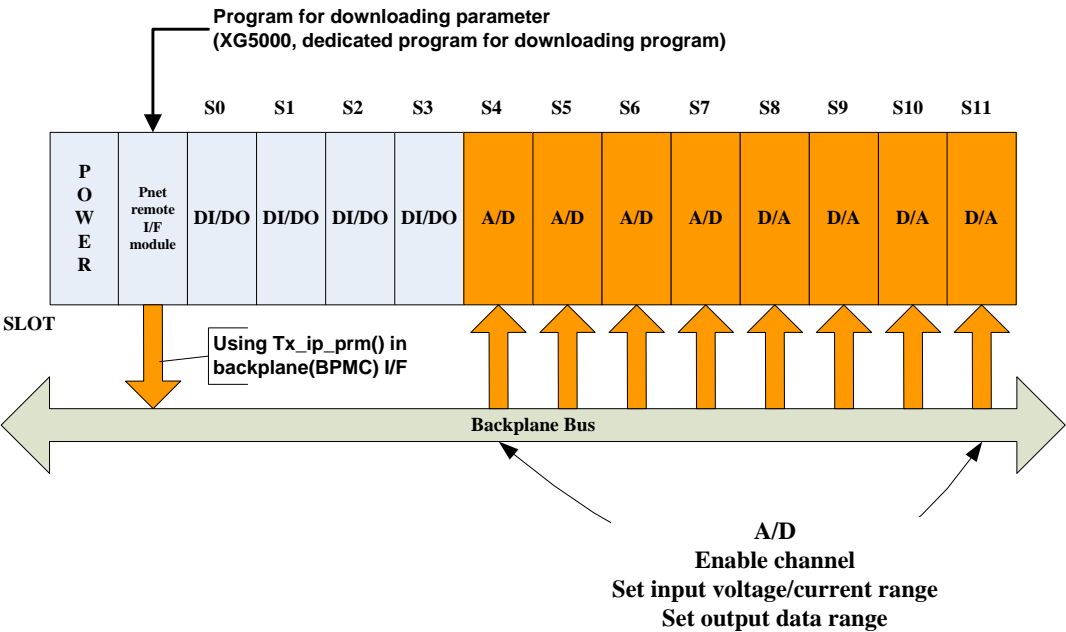 Program for downloading parameter
(XG5000, dedicated program for downloading program)
S0 S1 S2 S3 S4 S5 S6 S7 S8 S9 S10 S11
P
O
W
E
R
Pnet
remote
I/F
module
DI/DO DI/DO DI/DO DI/DO A/D A/D A/D A/D D/A D/A D/A D/A
SLOT
Using Tx_ip_prm() in
backplane(BPMC) I/F
Backplane Bus
A/D
Enable channel
Set input voltage/current range
Set output data range